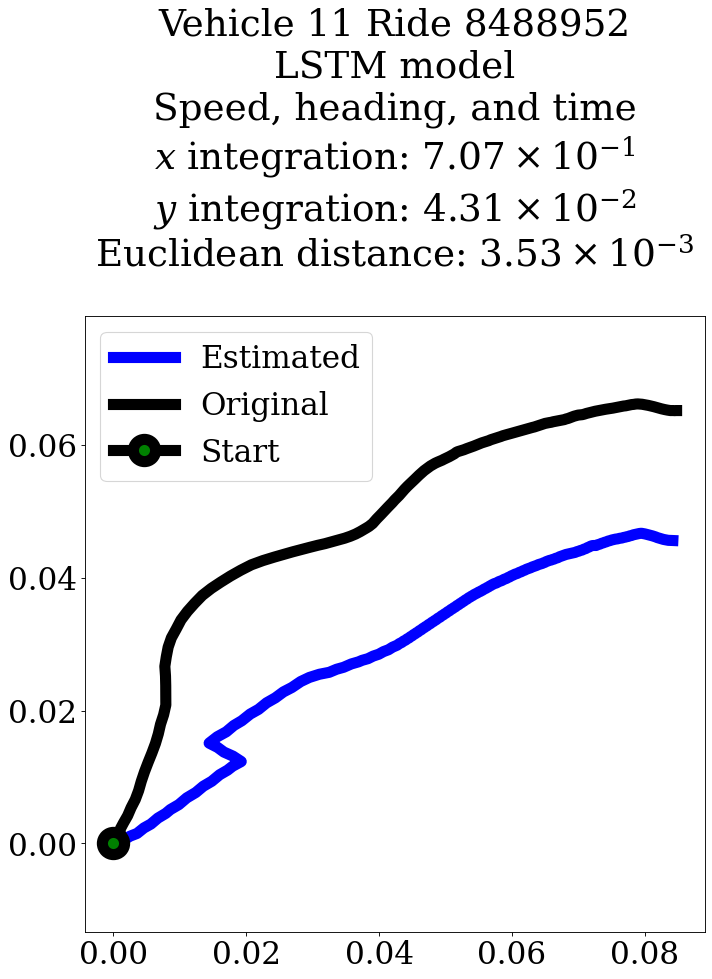 Vehicle 11 Ride 8488952
LSTM model
Speed, heading, and time
x integration: 7.07 × 10⁻¹
y integration: 4.31 × 10⁻²
Euclidean distance: 3.53 × 10⁻³
Estimated
Original
Start
0.06
0.04
0.02
0.00
0.00 0.02 0.04 0.06 0.08